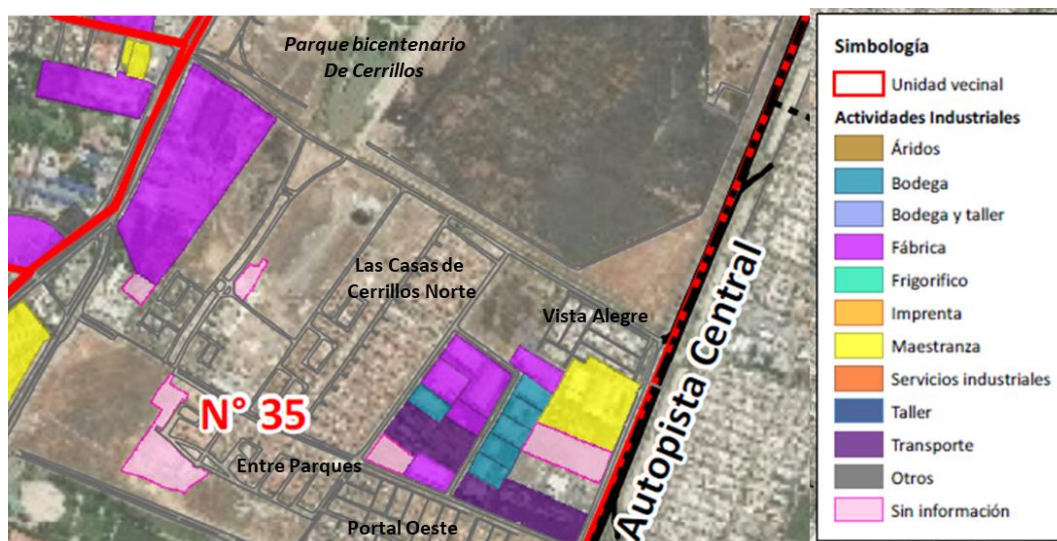 Parque bicentenario
De Cerrillos
Las Casas de
Cerrillos Norte
Vista Alegre
N° 35
Entre Parques
Portal Oeste
Autopista Central
Simbología
Unidad vecinal
Actividades Industriales
Áridos
Bodega
Bodega y taller
Fábrica
Frigorifico
Imprenta
Maestranza
Servicios industriales
Taller
Transporte
Otros
Sin información